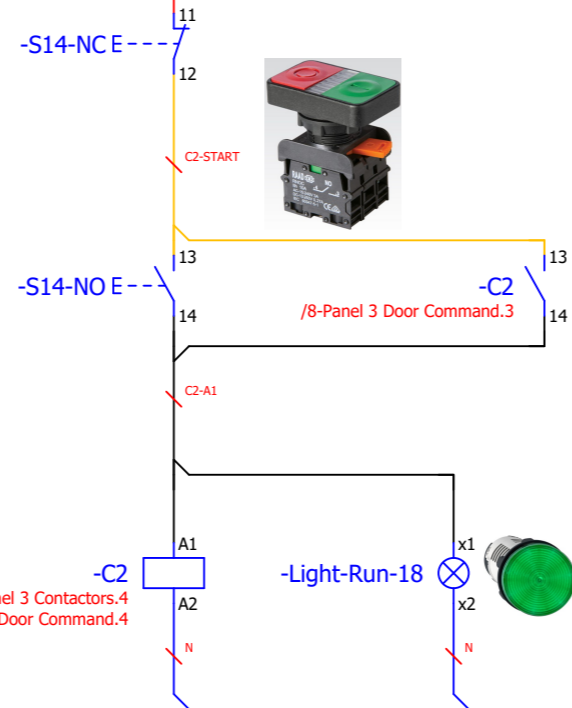 11
-S14-NC E
12
C2-START
13
-S14-NO E
14
13
-C2
/8-Panel 3 Door Command.3
14
C2-A1
A1
-C2
A2
nel 3 Contactors.4
Door Command.4
N
x1
-Light-Run-18
x2
N
NO